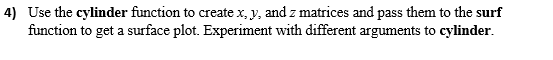 4) Use the cylinder function to create x, y, and z matrices and pass them to the surf
function to get a surface plot. Experiment with different arguments to cylinder.